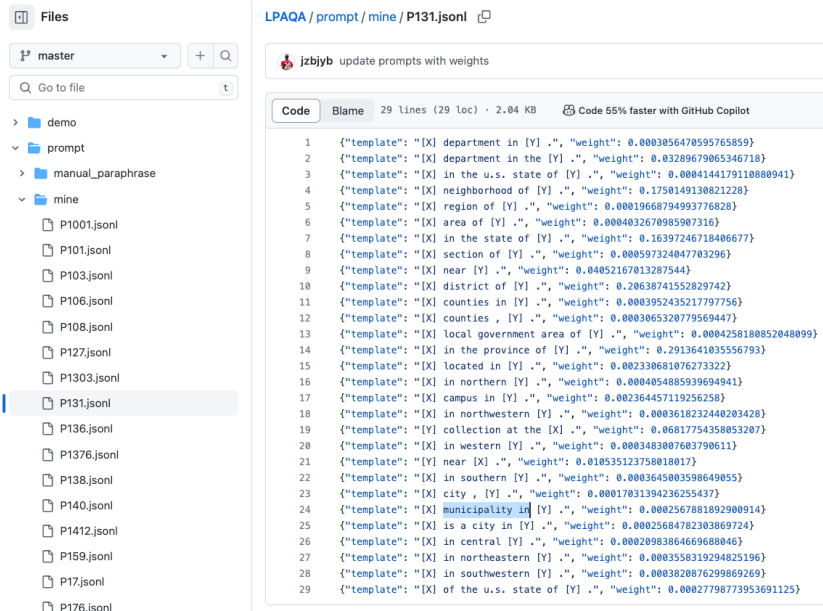 Files
LPAQA / prompt / mine / P131.jsonl
master
jzbjyb update prompts with weights
Go to file t
Code Blame 29 lines (29 loc) · 2.04 KB Code 55% faster with GitHub Copilot
demo
prompt
manual_paraphrase
mine
P1001.jsonl
P101.jsonl
P103.jsonl
P106.jsonl
P108.jsonl
P127.jsonl
P1303.jsonl
P131.jsonl
P136.jsonl
P1376.jsonl
P138.jsonl
P140.jsonl
P1412.jsonl
P159.jsonl
P17.jsonl
P176.jsonl
1 {"template": "[X] department in [Y] .", "weight": 0.0003056470595765859}
2 {"template": "[X] department in the [Y] .", "weight": 0.03289679065346718}
3 {"template": "[X] in the u.s. state of [Y] .", "weight": 0.0004144179110880941}
4 {"template": "[X] neighborhood of [Y] .", "weight": 0.1750149130821228}
5 {"template": "[X] region of [Y] .", "weight": 0.00019668794993776828}
6 {"template": "[X] area of [Y] .", "weight": 0.0004032670985907316}
7 {"template": "[X] in the state of [Y] .", "weight": 0.16397246718406677}
8 {"template": "[X] section of [Y] .", "weight": 0.000597324047703296}
9 {"template": "[X] near [Y] .", "weight": 0.04052167013287544}
10 {"template": "[X] district of [Y] .", "weight": 0.20638741552829742}
11 {"template": "[X] counties in [Y] .", "weight": 0.0003952435217797756}
12 {"template": "[X] counties , [Y] .", "weight": 0.0003065320779569447}
13 {"template": "[X] local government area of [Y] .", "weight": 0.0004258180852048099}
14 {"template": "[X] in the province of [Y] .", "weight": 0.2913641035556793}
15 {"template": "[X] located in [Y] .", "weight": 0.002330681076273322}
16 {"template": "[X] in northern [Y] .", "weight": 0.0004054885939694941}
17 {"template": "[X] campus in [Y] .", "weight": 0.002364457119256258}
18 {"template": "[X] in northwestern [Y] .", "weight": 0.0003618232440203428}
19 {"template": "[Y] collection at the [X] .", "weight": 0.06817754358053207}
20 {"template": "[X] in western [Y] .", "weight": 0.0003483007603790611}
21 {"template": "[Y] near [X] .", "weight": 0.010535123758018017}
22 {"template": "[X] in southern [Y] .", "weight": 0.0003645003598649055}
23 {"template": "[X] city , [Y] .", "weight": 0.00017031394236255437}
24 {"template": "[X] municipality in [Y] .", "weight": 0.0002567881892900914}
25 {"template": "[X] is a city in [Y] .", "weight": 0.00025684782303869724}
26 {"template": "[X] in central [Y] .", "weight": 0.00020983864669688046}
27 {"template": "[X] in northeastern [Y] .", "weight": 0.0003558319294825196}
28 {"template": "[X] in southwestern [Y] .", "weight": 0.0003820876299869269}
29 {"template": "[X] of the u.s. state of [Y] .", "weight": 0.00027798773953691125}